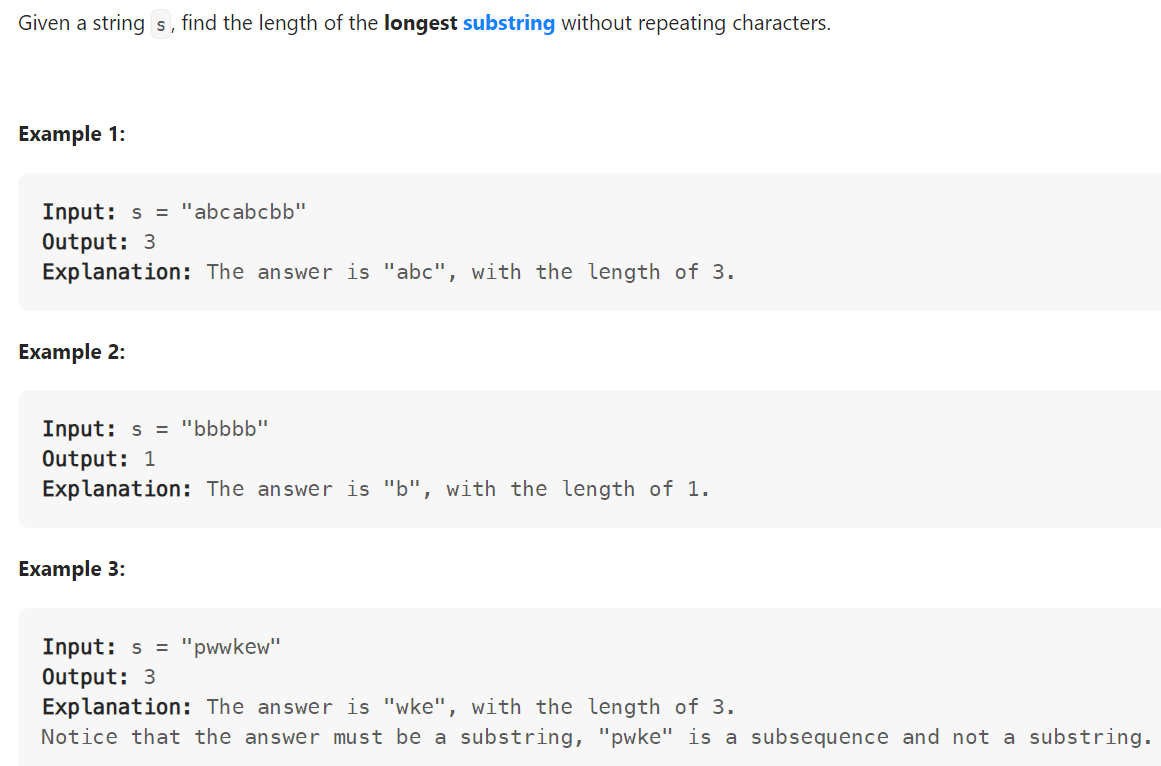 Given a string s, find the length of the longest substring without repeating characters.
Example 1:
Input: s = "abcabcbb"
Output: 3
Explanation: The answer is "abc", with the length of 3.
Example 2:
Input: s = "bbbbb"
Output: 1
Explanation: The answer is "b", with the length of 1.
Example 3:
Input: s = "pwwkew"
Output: 3
Explanation: The answer is "wke", with the length of 3.
Notice that the answer must be a substring, "pwke" is a subsequence and not a substring.